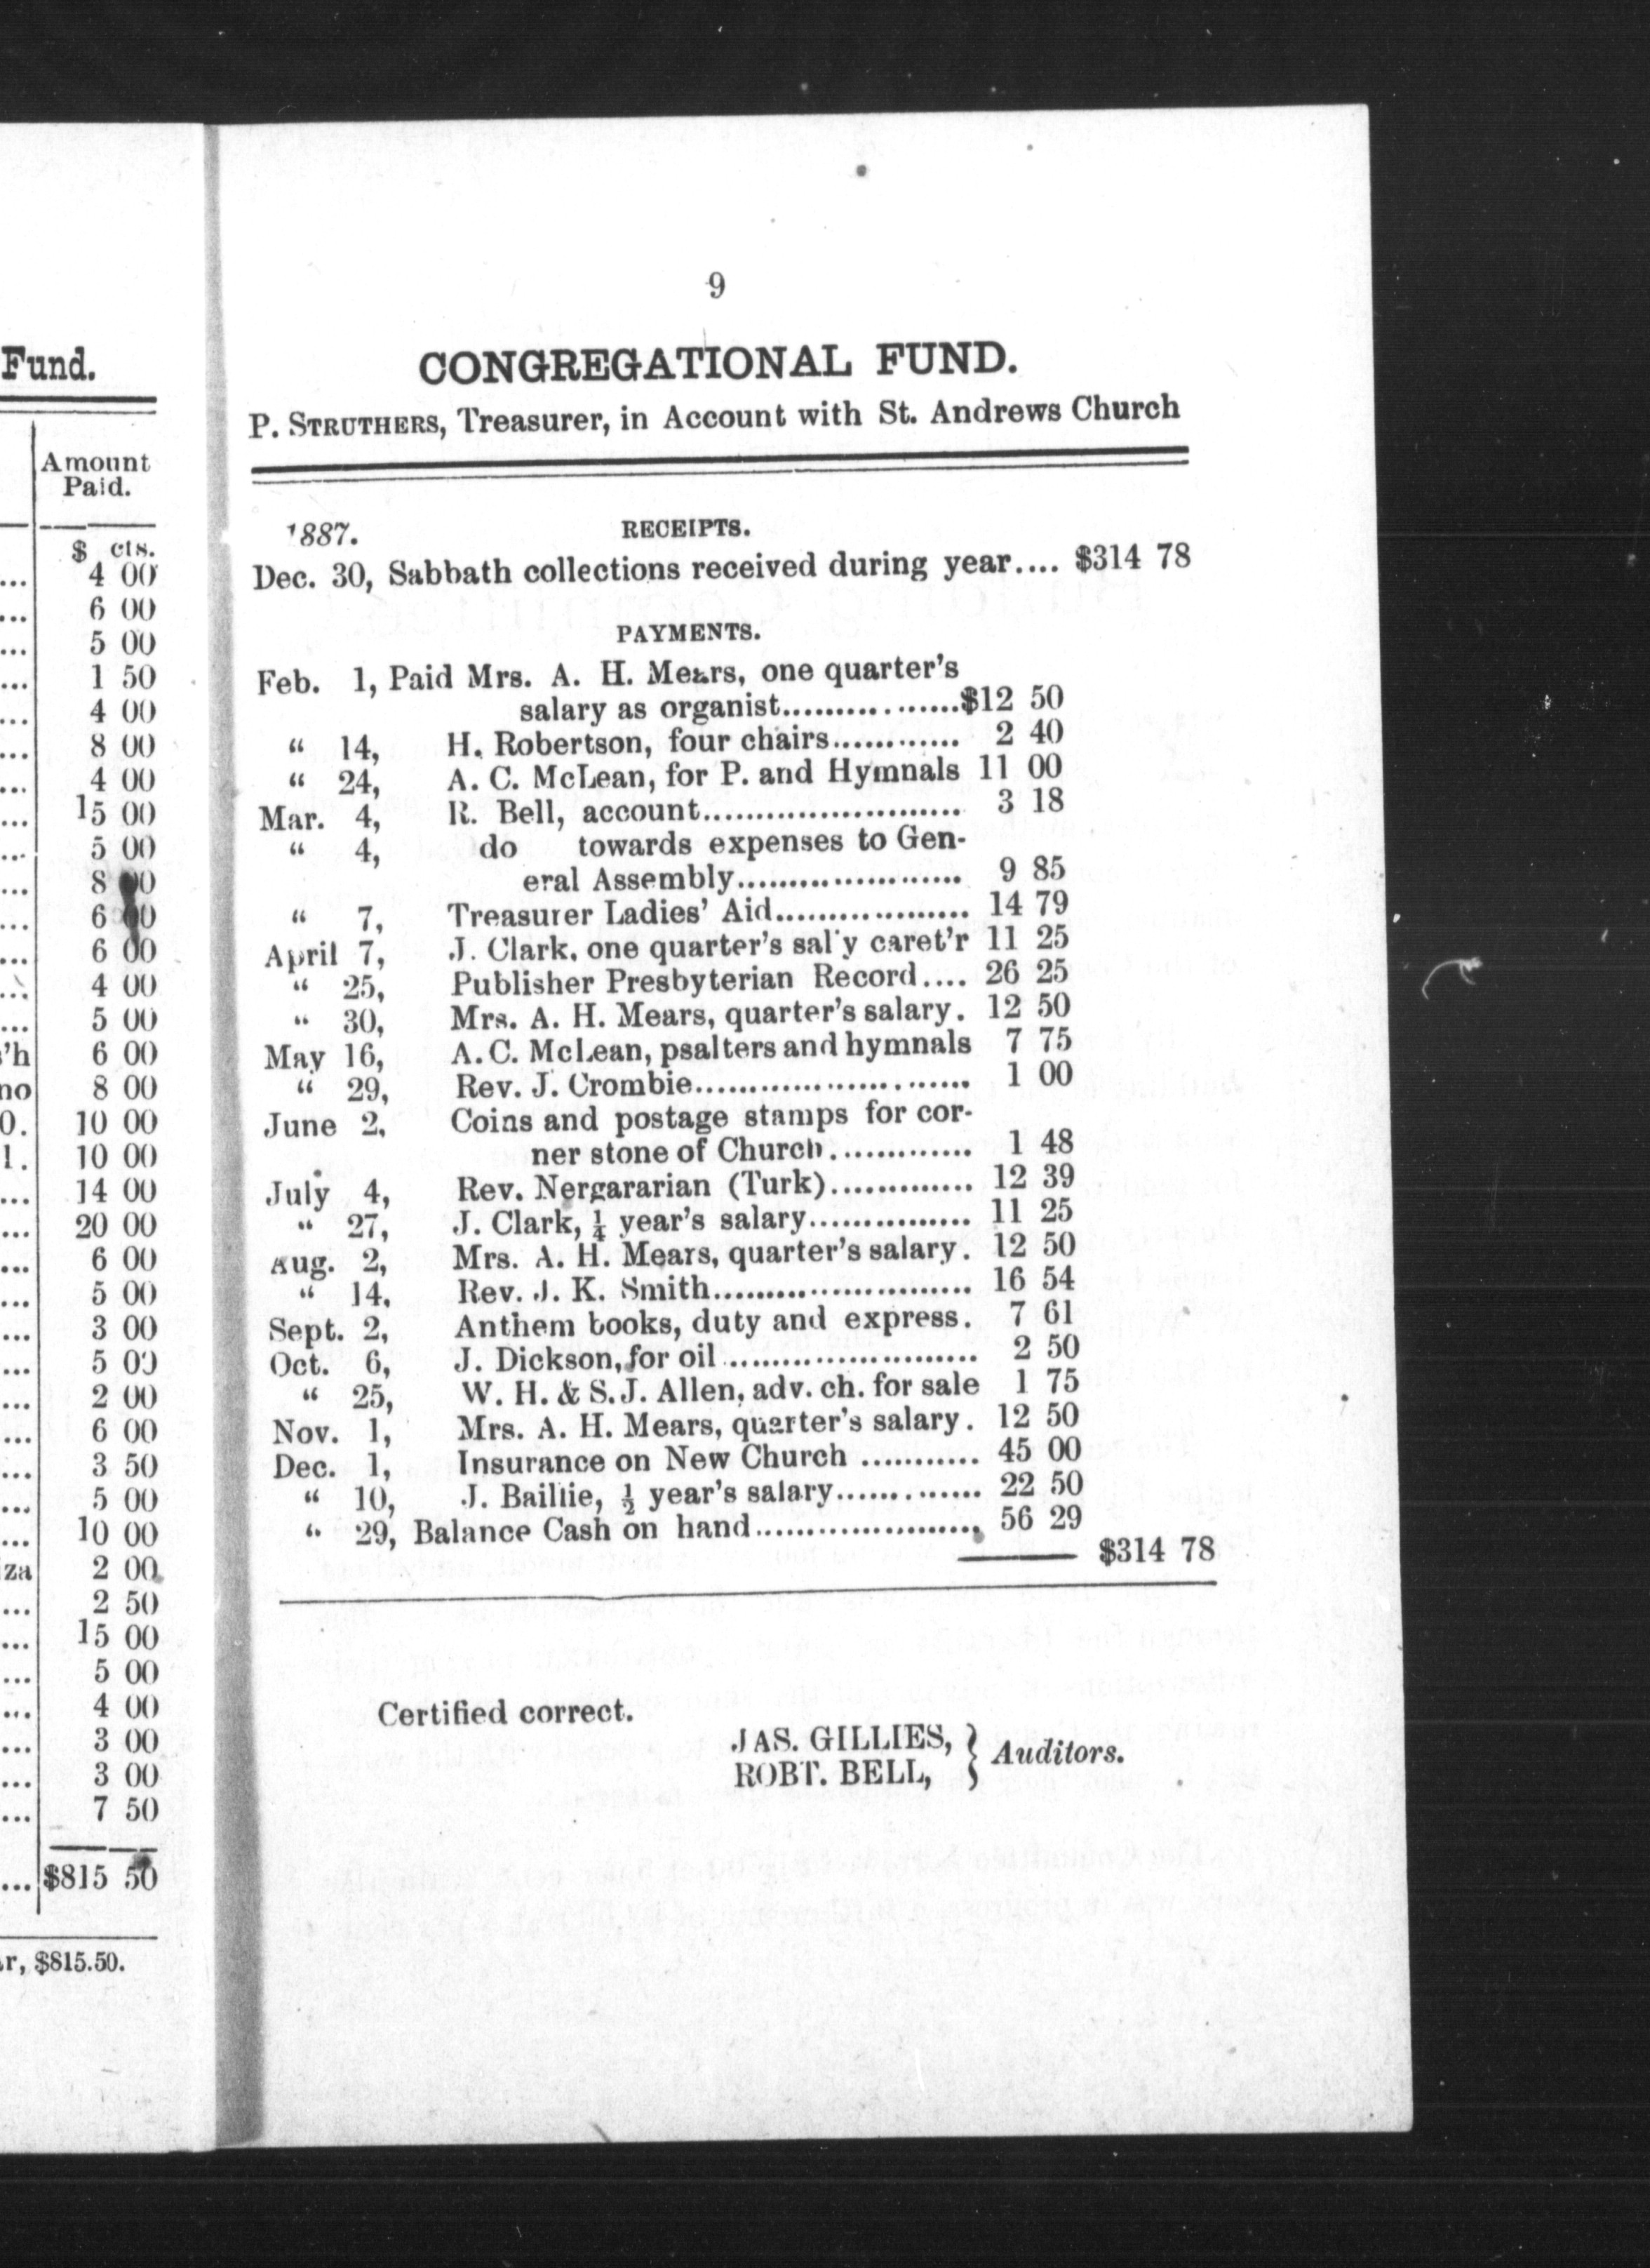 Fund.
Amount
Paid.
$ cts.
... 4 00
... 6 00
... 5 00
... 1 50
... 4 00
... 8 00
... 4 00
... 15 00
... 5 00
... 8 00
... 6 00
... 6 00
... 4 00
... 5 00
'h 6 00
no 8 00
0. 10 00
1. 10 00
... 14 00
... 20 00
... 6 00
... 5 00
... 3 00
... 5 00
... 2 00
... 6 00
... 3 50
... 5 00
... 10 00
za 2 00
... 2 50
... 15 00
... 5 00
... 4 00
... 3 00
... 3 00
... 7 50
... $815 50
r, $815.50.
9
CONGREGATIONAL FUND.
P. STRUTHERS, Treasurer, in Account with St. Andrews Church
1887. RECEIPTS.
Dec. 30, Sabbath collections received during year.... $314 78
PAYMENTS.
Feb. 1, Paid Mrs. A. H. Mears, one quarter's
salary as organist................$12 50
" 14, H. Robertson, four chairs............ 2 40
" 24, A. C. McLean, for P. and Hymnals 11 00
Mar. 4, R. Bell, account........................ 3 18
" 4, do towards expenses to Gen-
eral Assembly..................... 9 85
" 7, Treasurer Ladies' Aid.................. 14 79
April 7, J. Clark, one quarter's sal'y caret'r 11 25
" 25, Publisher Presbyterian Record.... 26 25
" 30, Mrs. A. H. Mears, quarter's salary. 12 50
May 16, A. C. McLean, psalters and hymnals 7 75
" 29, Rev. J. Crombie.......................... 1 00
June 2, Coins and postage stamps for cor-
ner stone of Church.............. 1 48
July 4, Rev. Nergararian (Turk)............. 12 39
" 27, J. Clark, ¼ year's salary............... 11 25
Aug. 2, Mrs. A. H. Mears, quarter's salary. 12 50
" 14, Rev. J. K. Smith........................ 16 54
Sept. 2, Anthem books, duty and express. 7 61
Oct. 6, J. Dickson, for oil........................ 2 50
" 25, W. H. & S. J. Allen, adv. ch. for sale 1 75
Nov. 1, Mrs. A. H. Mears, quarter's salary. 12 50
Dec. 1, Insurance on New Church ........... 45 00
" 10, J. Baillie, ½ year's salary.............. 22 50
" 29, Balance Cash on hand...................... 56 29
$314 78
Certified correct.
JAS. GILLIES, } Auditors.
ROBT. BELL,